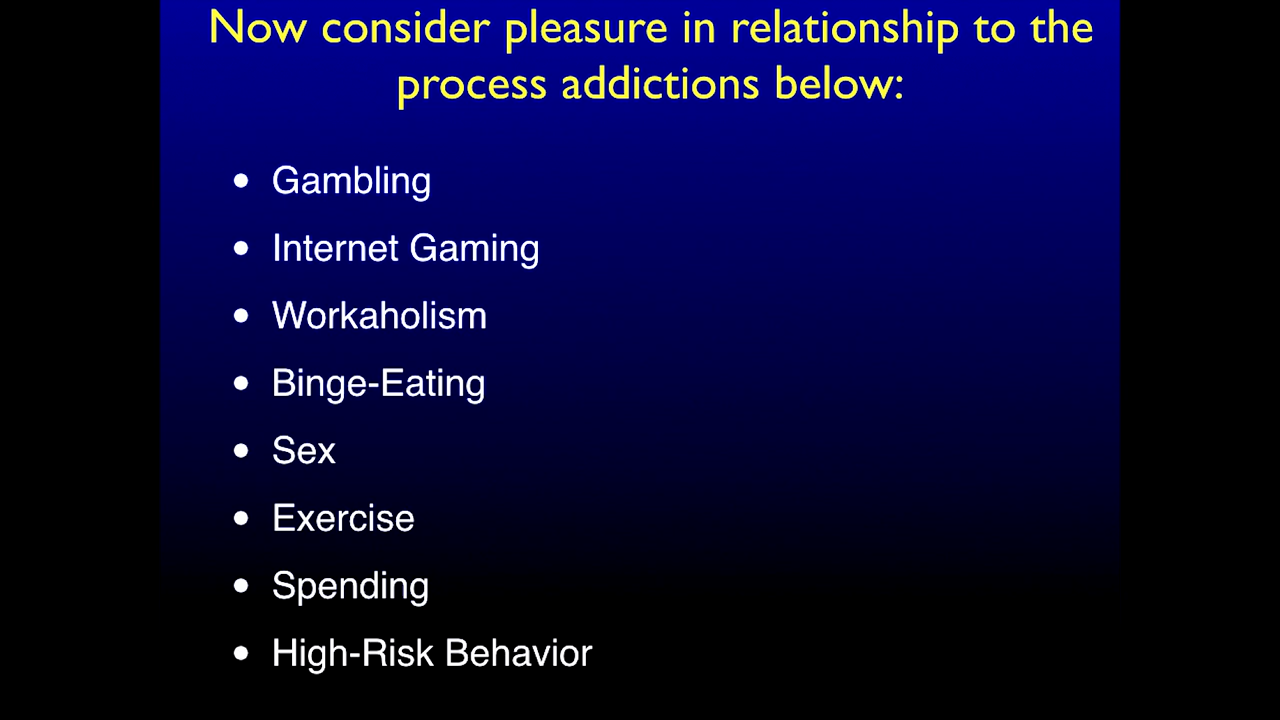 Now consider pleasure in relationship to the
process addictions below:
• Gambling
• Internet Gaming
• Workaholism
• Binge-Eating
• Sex
• Exercise
• Spending
• High-Risk Behavior